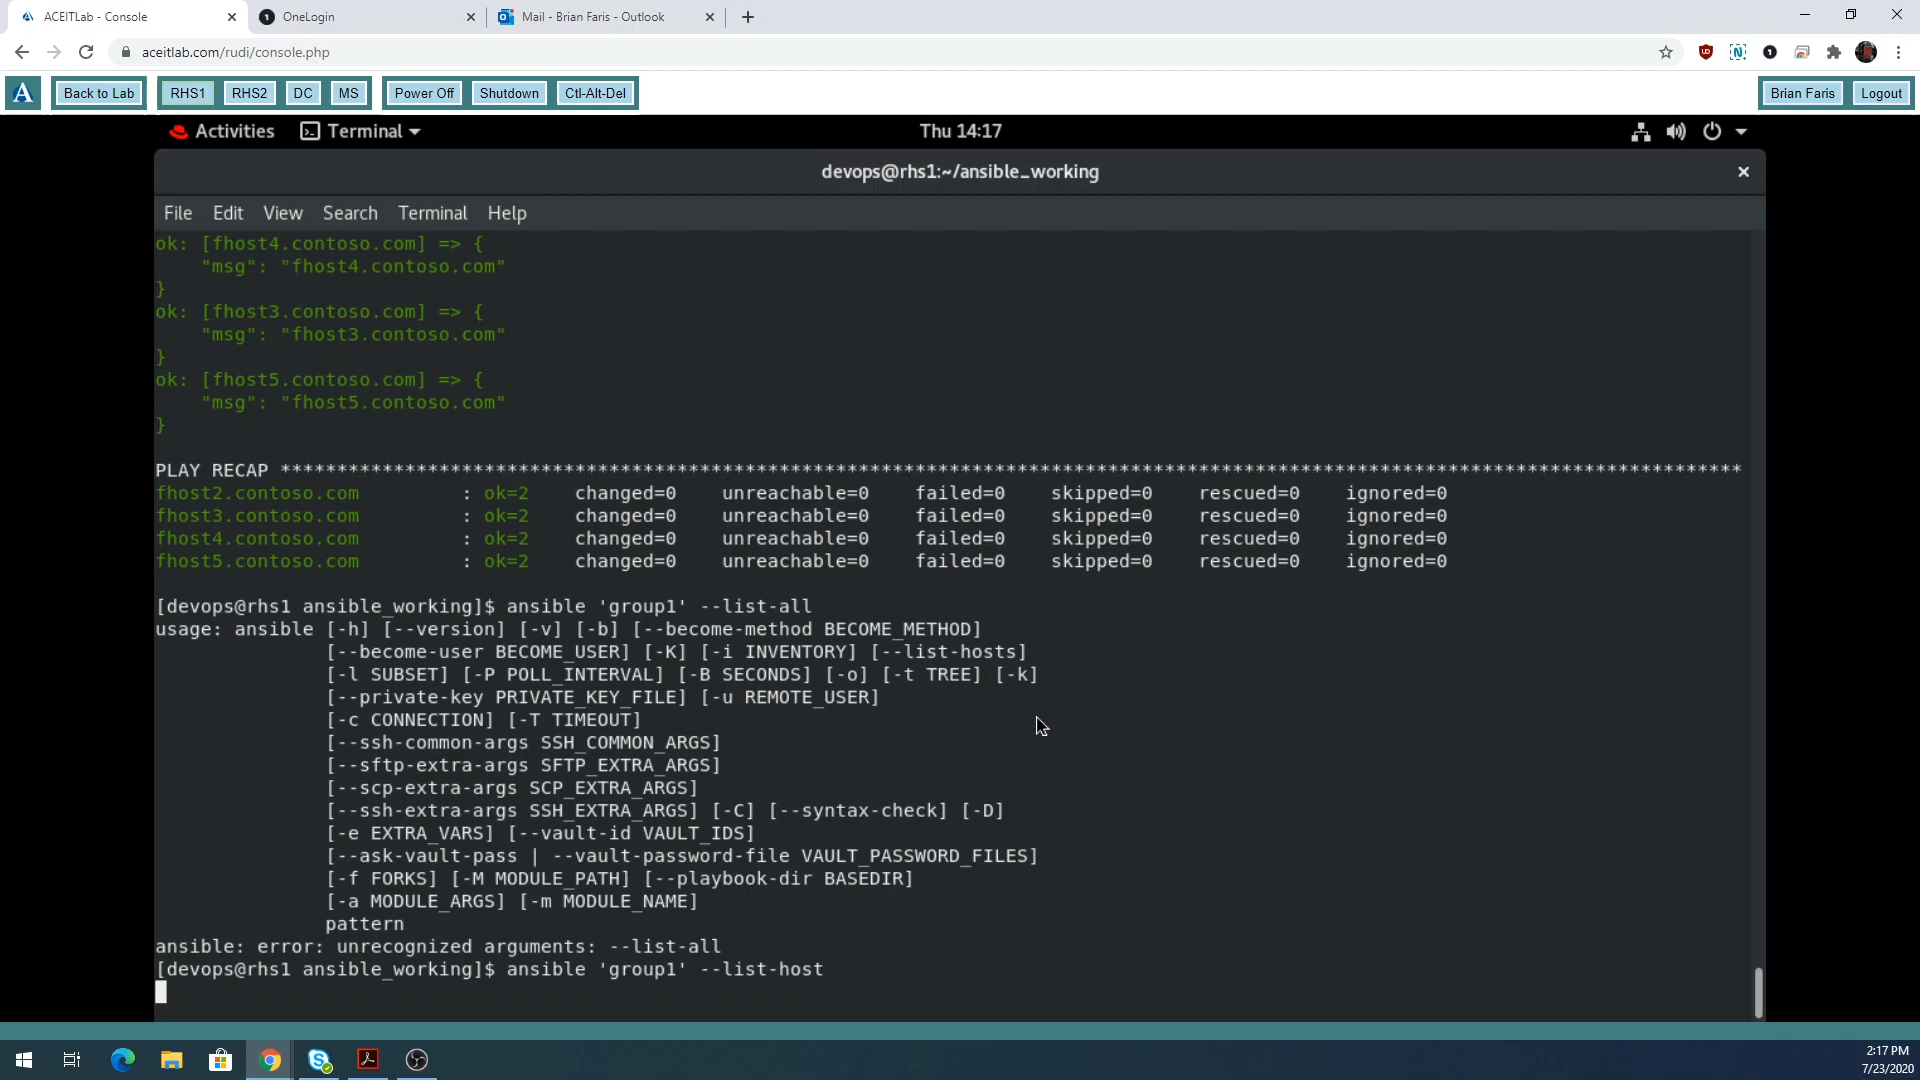 ACEITLab - Console
OneLogin
Mail - Brian Faris - Outlook
aceitlab.com/rudi/console.php
Back to Lab RHS1 RHS2 DC MS Power Off Shutdown Ctl-Alt-Del Brian Faris Logout
Activities Terminal Thu 14:17
devops@rhs1:~/ansible_working
File Edit View Search Terminal Help
ok: [fhost4.contoso.com] => {
    "msg": "fhost4.contoso.com"
}
ok: [fhost3.contoso.com] => {
    "msg": "fhost3.contoso.com"
}
ok: [fhost5.contoso.com] => {
    "msg": "fhost5.contoso.com"
}
PLAY RECAP *********************************************************************************************************************************
fhost2.contoso.com : ok=2 changed=0 unreachable=0 failed=0 skipped=0 rescued=0 ignored=0
fhost3.contoso.com : ok=2 changed=0 unreachable=0 failed=0 skipped=0 rescued=0 ignored=0
fhost4.contoso.com : ok=2 changed=0 unreachable=0 failed=0 skipped=0 rescued=0 ignored=0
fhost5.contoso.com : ok=2 changed=0 unreachable=0 failed=0 skipped=0 rescued=0 ignored=0
[devops@rhs1 ansible_working]$ ansible 'group1' --list-all
usage: ansible [-h] [--version] [-v] [-b] [--become-method BECOME_METHOD]
[--become-user BECOME_USER] [-K] [-i INVENTORY] [--list-hosts]
[-l SUBSET] [-P POLL_INTERVAL] [-B SECONDS] [-o] [-t TREE] [-k]
[--private-key PRIVATE_KEY_FILE] [-u REMOTE_USER]
[-c CONNECTION] [-T TIMEOUT]
[--ssh-common-args SSH_COMMON_ARGS]
[--sftp-extra-args SFTP_EXTRA_ARGS]
[--scp-extra-args SCP_EXTRA_ARGS]
[--ssh-extra-args SSH_EXTRA_ARGS] [-C] [--syntax-check] [-D]
[-e EXTRA_VARS] [--vault-id VAULT_IDS]
[--ask-vault-pass | --vault-password-file VAULT_PASSWORD_FILES]
[-f FORKS] [-M MODULE_PATH] [--playbook-dir BASEDIR]
[-a MODULE_ARGS] [-m MODULE_NAME]
pattern
ansible: error: unrecognized arguments: --list-all
[devops@rhs1 ansible_working]$ ansible 'group1' --list-host
2:17 PM
7/23/2020